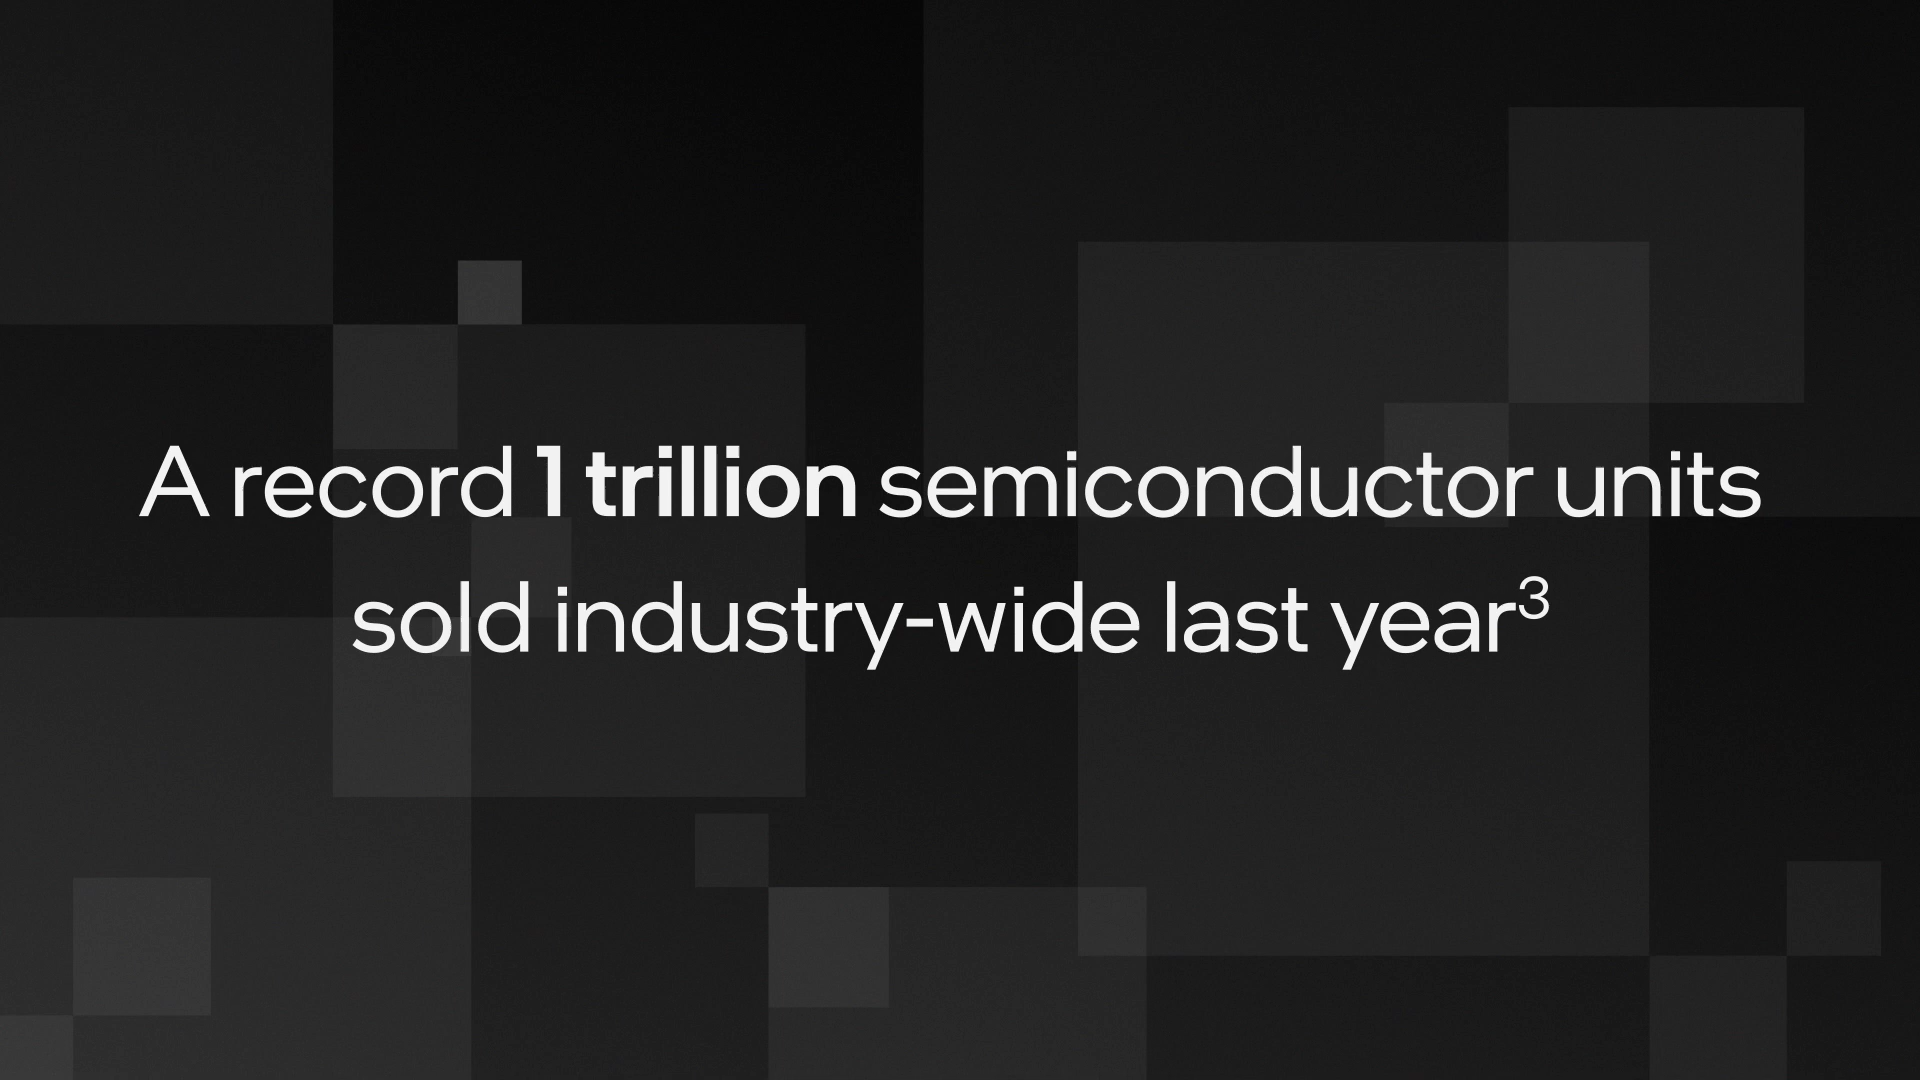 A record 1 trillion semiconductor units
sold industry-wide last year³